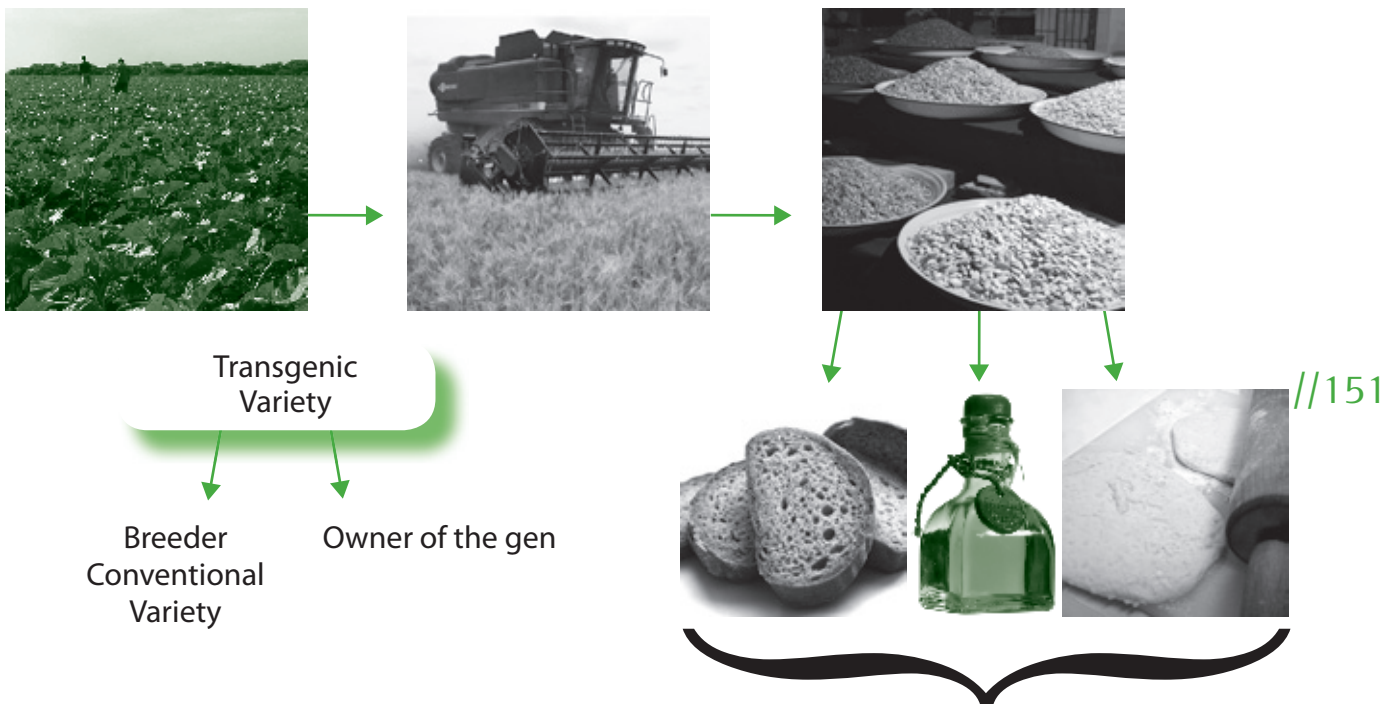 Transgenic
Variety
//151
Breeder
Conventional
Variety
Owner of the gen